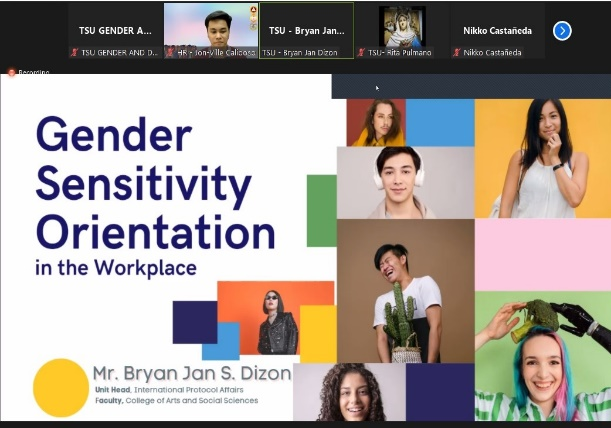 TSU GENDER A...
TSU - Bryan Jan...
Nikko Castañeda
TSU GENDER AND D...
HR - Jon-Ville Caliboso
TSU - Bryan Jan Dizon
TSU- Rita Pulmano
Nikko Castañeda
Recording
Gender
Sensitivity
Orientation
in the Workplace
Mr. Bryan Jan S. Dizon
Unit Head, International Protocol Affairs
Faculty, College of Arts and Social Sciences